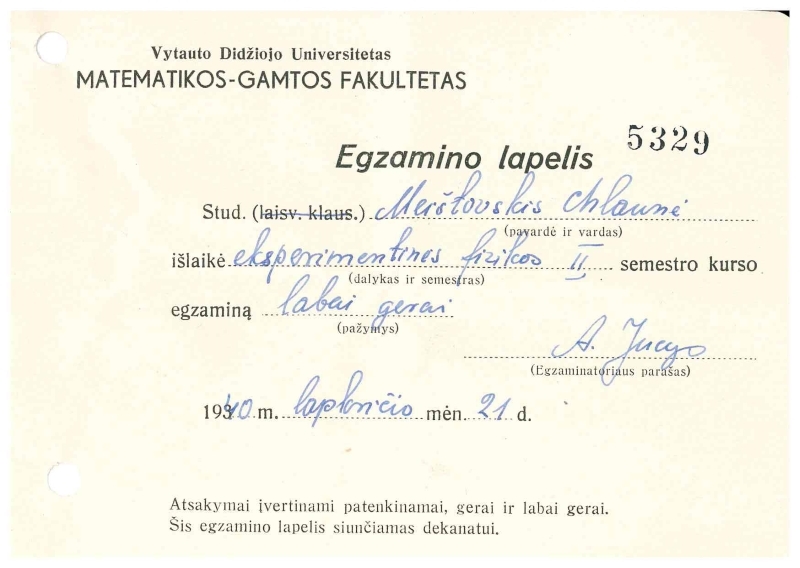 Vytauto Didžiojo Universitetas
MATEMATIKOS-GAMTOS FAKULTETAS
5329
Egzamino lapelis
Stud. (laisv. klaus.)
(pavardė ir vardas)
išlaikė eksperimentinės fizikos II semestro kurso
(dalykas ir semestras)
egzaminą labai gerai
(pažymys)
A. Jucys
(Egzaminatoriaus parašas)
1940 m. lapkričio mėn. 21 d.
Atsakymai įvertinami patenkinamai, gerai ir labai gerai.
Šis egzamino lapelis siunčiamas dekanatui.